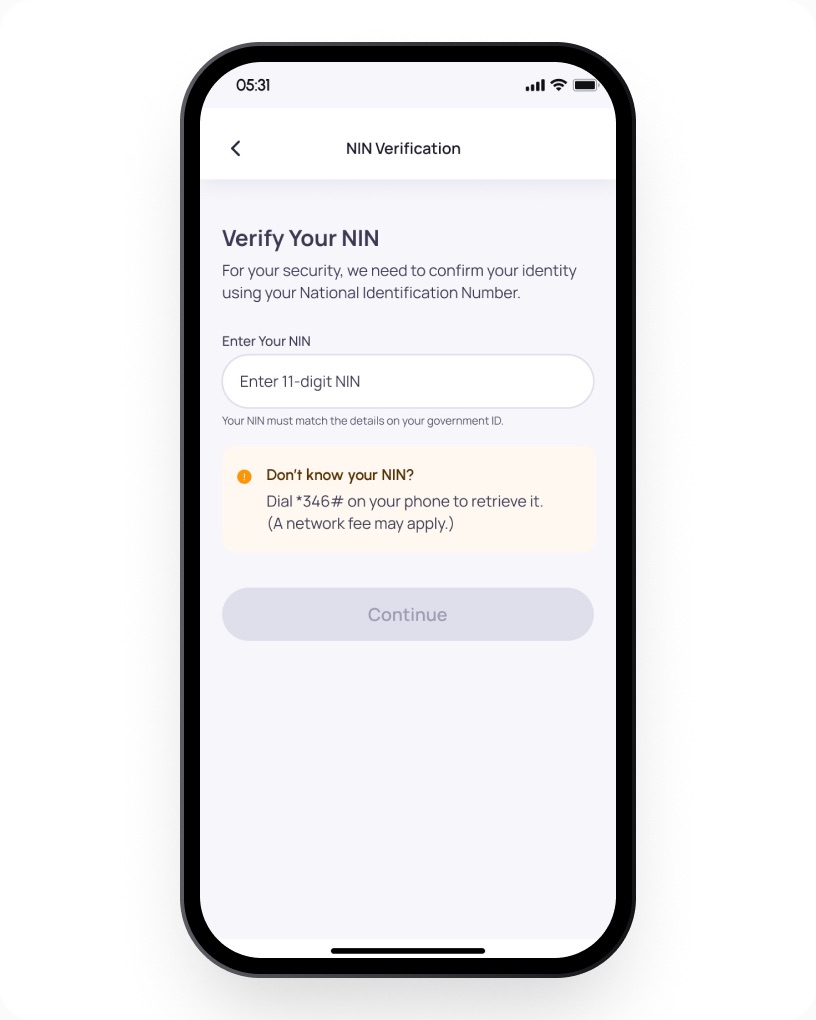 05:31
NIN Verification
Verify Your NIN
For your security, we need to confirm your identity
using your National Identification Number.
Enter Your NIN
Enter 11-digit NIN
Your NIN must match the details on your government ID.
Don't know your NIN?
Dial *346# on your phone to retrieve it.
(A network fee may apply.)
Continue